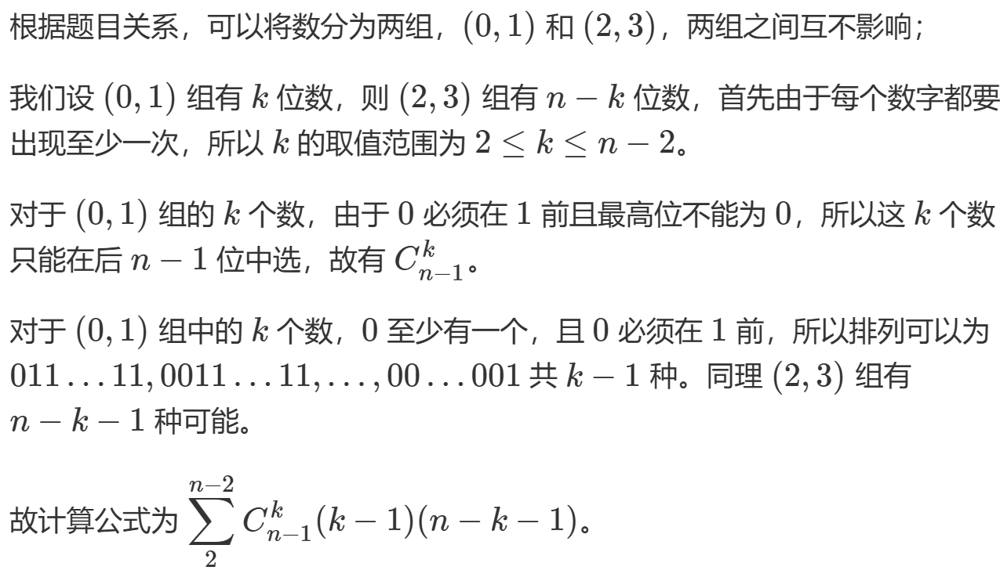 根据题目关系，可以将数分为两组，(0, 1) 和 (2, 3)，两组之间互不影响；
我们设 (0, 1) 组有 k 位数，则 (2, 3) 组有 n − k 位数，首先由于每个数字都要
出现至少一次，所以 k 的取值范围为 2 ≤ k ≤ n − 2。
对于 (0, 1) 组的 k 个数，由于 0 必须在 1 前且最高位不能为 0，所以这 k 个数
只能在后 n − 1 位中选，故有 $C_{n-1}^{k}$。
对于 (0, 1) 组中的 k 个数，0 至少有一个，且 0 必须在 1 前，所以排列可以为
011 … 11, 0011 … 11, … , 00 … 001 共 k − 1 种。同理 (2, 3) 组有
n − k − 1 种可能。
故计算公式为 $\sum_{2}^{n-2} C_{n-1}^{k}(k-1)(n-k-1)$。